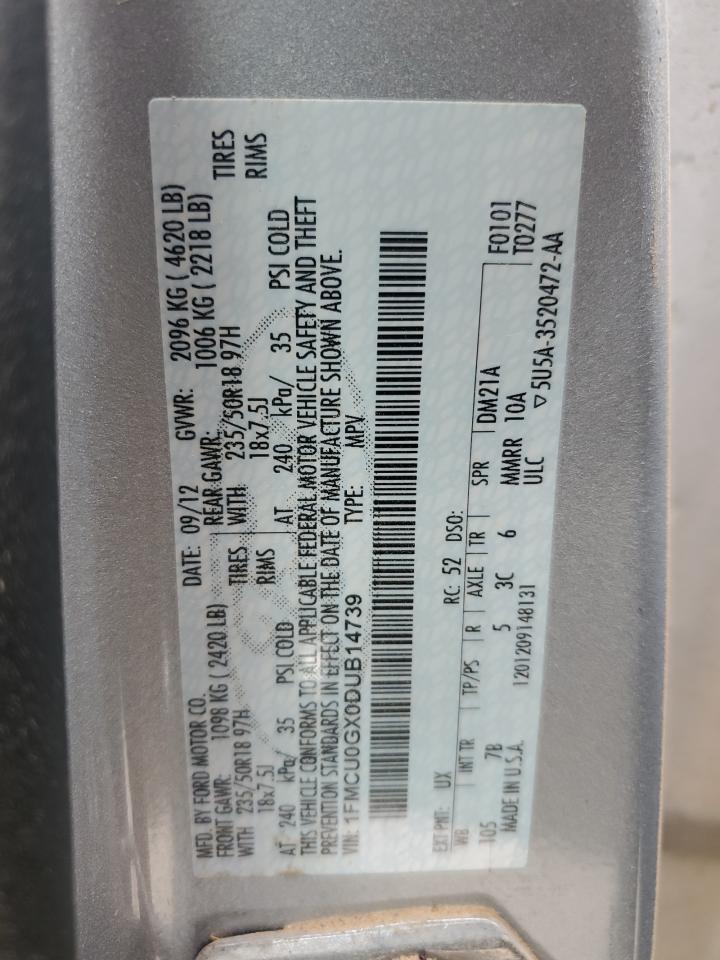 MFD. BY FORD MOTOR CO.
DATE: 09/12 GVWR: 2096 KG ( 4620 LB)
FRONT GAWR: 1098 KG ( 2420 LB) REAR GAWR: 1006 KG ( 2218 LB)
WITH 235/50R18 97H TIRES WITH 235/50R18 97H TIRES
18x7.5J RIMS 18x7.5J RIMS
AT 240 kPa/ 35 PSI COLD AT 240 kPa/ 35 PSI COLD
THIS VEHICLE CONFORMS TO ALL APPLICABLE FEDERAL MOTOR VEHICLE SAFETY AND THEFT
PREVENTION STANDARDS IN EFFECT ON THE DATE OF MANUFACTURE SHOWN ABOVE.
VIN: 1FMCU0GX0DUB14739 TYPE: MPV
EXT PNT: UX RC: 52 DSO: F0101
WB INT TR TP/PS R AXLE TR SPR DM21A T0277
105 7B 5 3C 6 MMRR 10A
MADE IN U.S.A. 1201209148131 ULC ▽5U5A-3520472-AA